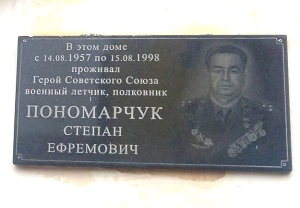 В этом доме
с 14.08.1957 по 15.08.1998
проживал
Герой Советского Союза
военный летчик, полковник
ПОНОМАРЧУК
СТЕПАН
ЕФРЕМОВИЧ